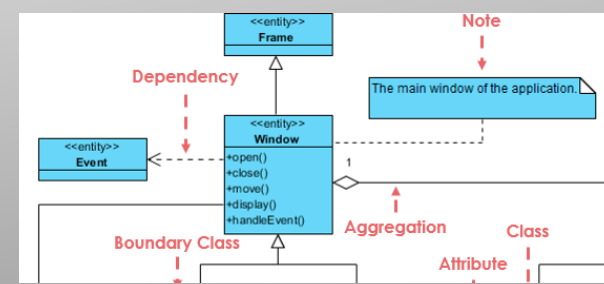 <<entity>>
Frame
Note
Dependency
The main window of the application.
<<entity>>
Window
+open()
+close()
+move()
+display()
+handleEvent()
<<entity>>
Event
1
Aggregation
Class
Boundary Class
Attribute